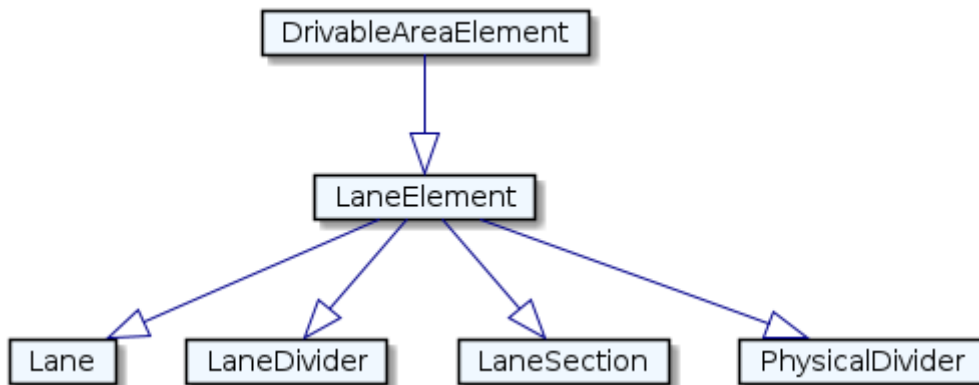 DrivableAreaElement
LaneElement
Lane
LaneDivider
LaneSection
PhysicalDivider